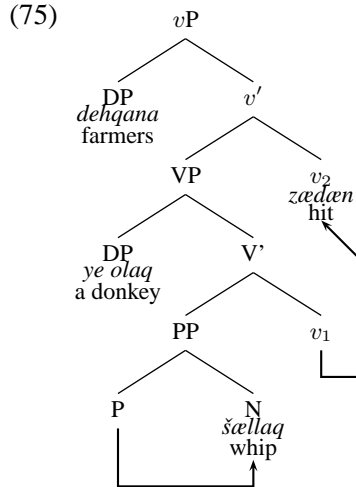 (75)
vP
DP
dehqana
farmers
v′
VP
v₂
zædæn
hit
DP
ye olaq
a donkey
V'
PP
v₁
P
N
šællaq
whip